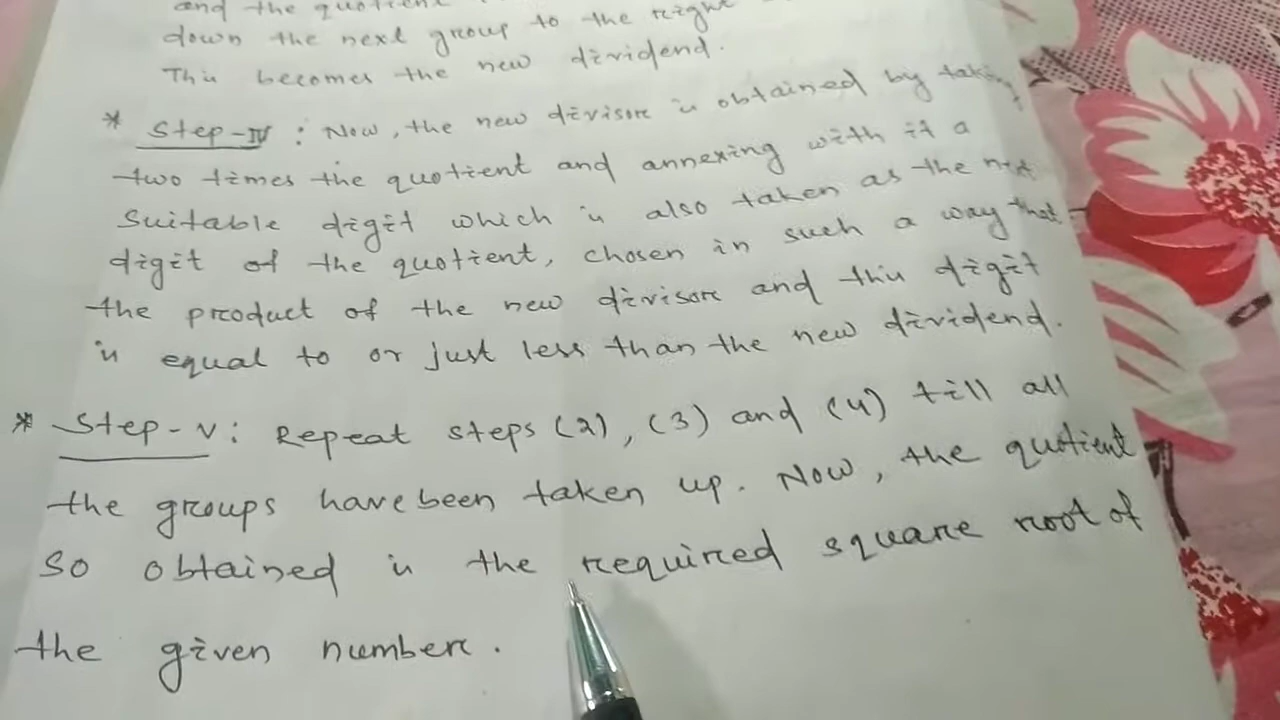 and the quotient
down the next group to the right
This becomes the new dividend.
* Step-IV : Now, the new divisor is obtained by taking
two times the quotient and annexing with it a
suitable digit which is also taken as the next
digit of the quotient, chosen in such a way that
the product of the new divisor and this digit
is equal to or just less than the new dividend.
* Step-V : Repeat steps (2), (3) and (4) till all
the groups have been taken up. Now, the quotient
so obtained is the required square root of
the given number.